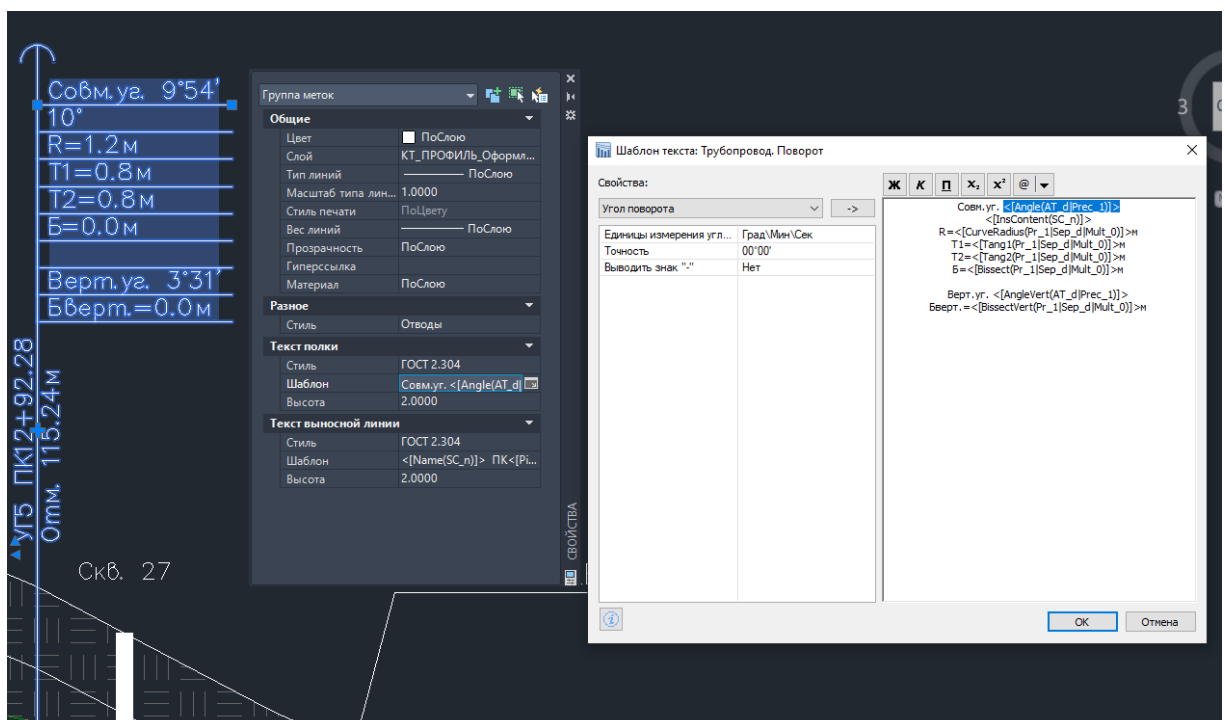 Совм.уг. 9°54'
10°
R=1.2м
Т1=0.8м
Т2=0.8м
Б=0.0м
Верт.уг. 3°31'
Бверт.=0.0м
УГ5 ПК12+92.28
Отм. 115.24м
Скв. 27
Группа меток
Общие
Цвет ПоСлою
Слой КТ_ПРОФИЛЬ_Оформл...
Тип линий ПоСлою
Масштаб типа лин... 1.0000
Стиль печати ПоЦвету
Вес линий ПоСлою
Прозрачность ПоСлою
Гиперссылка
Материал ПоСлою
Разное
Стиль Отводы
Текст полки
Стиль ГОСТ 2.304
Шаблон Совм.уг. <[Angle(AT_d|
Высота 2.0000
Текст выносной линии
Стиль ГОСТ 2.304
Шаблон <[Name(SC_n)]> ПК<[Pi...
Высота 2.0000
СВОЙСТВА
Шаблон текста: Трубопровод. Поворот
Свойства:
Угол поворота ->
Единицы измерения угл... Град\Мин\Сек
Точность 00°00'
Выводить знак "-" Нет
Ж К П X₂ X² @
Совм.уг. <[Angle(AT_d|Prec_1)]>
<[InsContent(SC_n)]>
R=<[CurveRadius(Pr_1|Sep_d|Mult_0)]>м
Т1=<[Tang1(Pr_1|Sep_d|Mult_0)]>м
Т2=<[Tang2(Pr_1|Sep_d|Mult_0)]>м
Б=<[Bissect(Pr_1|Sep_d|Mult_0)]>м
Верт.уг. <[AngleVert(AT_d|Prec_1)]>
Бверт.=<[BissectVert(Pr_1|Sep_d|Mult_0)]>м
ОК Отмена
З